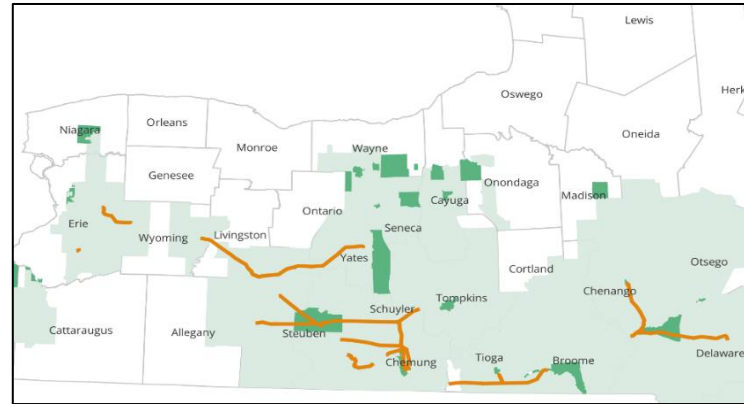 Lewis
Oswego
Herk
Oneida
Niagara
Orleans
Monroe
Wayne
Genesee
Onondaga
Madison
Cayuga
Ontario
Erie
Seneca
Wyoming
Livingston
Yates
Otsego
Cortland
Chenango
Tompkins
Schuyler
Cattaraugus
Allegany
Steuben
Chemung
Tioga
Broome
Delaware